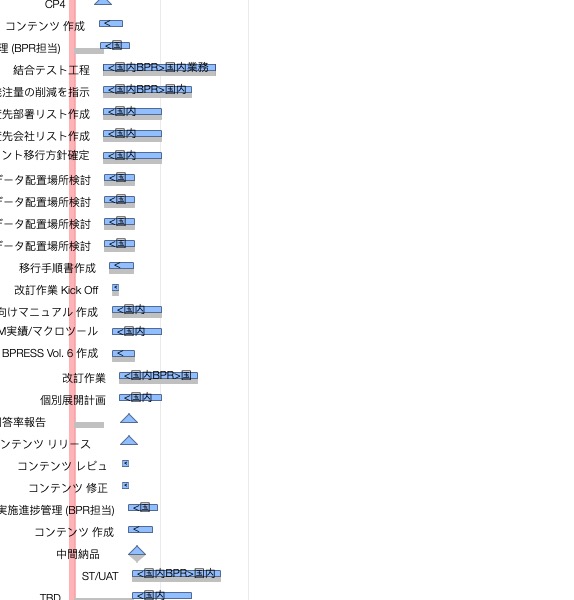 CP4
コンテンツ 作成 <
理 (BPR担当) <国
結合テスト工程 <国内BPR>国内業務
注量の削減を指示 <国内BPR>国内
先部署リスト作成 <国内
先会社リスト作成 <国内
ント移行方針確定 <国内
データ配置場所検討 <国
データ配置場所検討 <国
データ配置場所検討 <国
データ配置場所検討 <国
移行手順書作成 <
改訂作業 Kick Off <
向けマニュアル 作成 <国内
M実績/マクロツール <国内
BPRESS Vol. 6 作成 <
改訂作業 <国内BPR>国
個別展開計画 <国内
答率報告
ンテンツ リリース
コンテンツ レビュ <
コンテンツ 修正 <
実施進捗管理 (BPR担当) <国
コンテンツ 作成 <
中間納品
ST/UAT <国内BPR>国内
TBD <国内